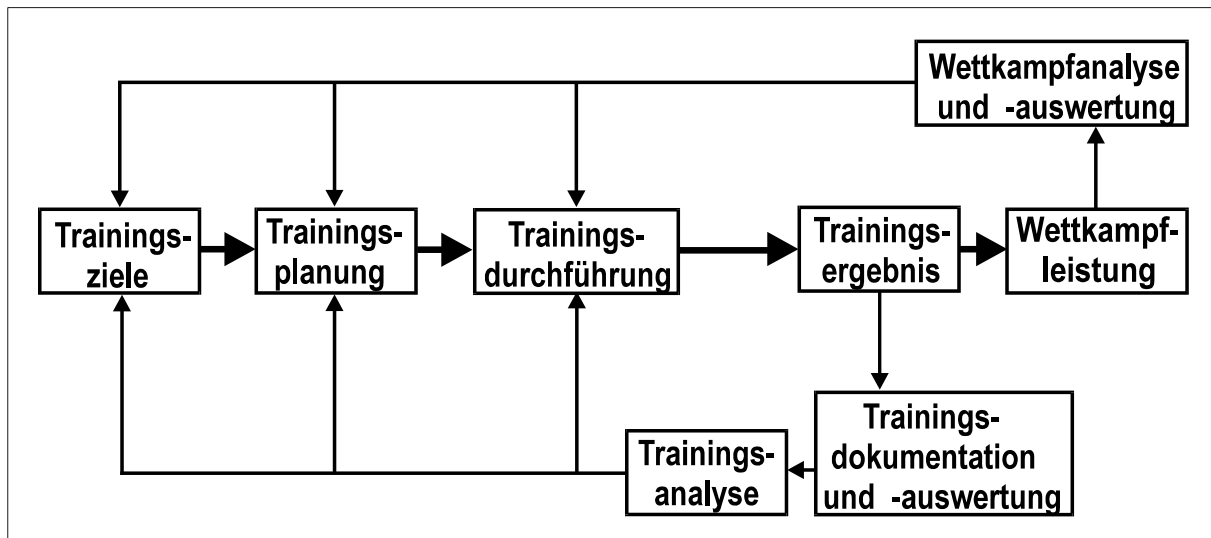 Wettkampfanalyse
und -auswertung
Trainings-
ziele
Trainings-
planung
Trainings-
durchführung
Trainings-
ergebnis
Wettkampf-
leistung
Trainings-
analyse
Trainings-
dokumentation
und -auswertung